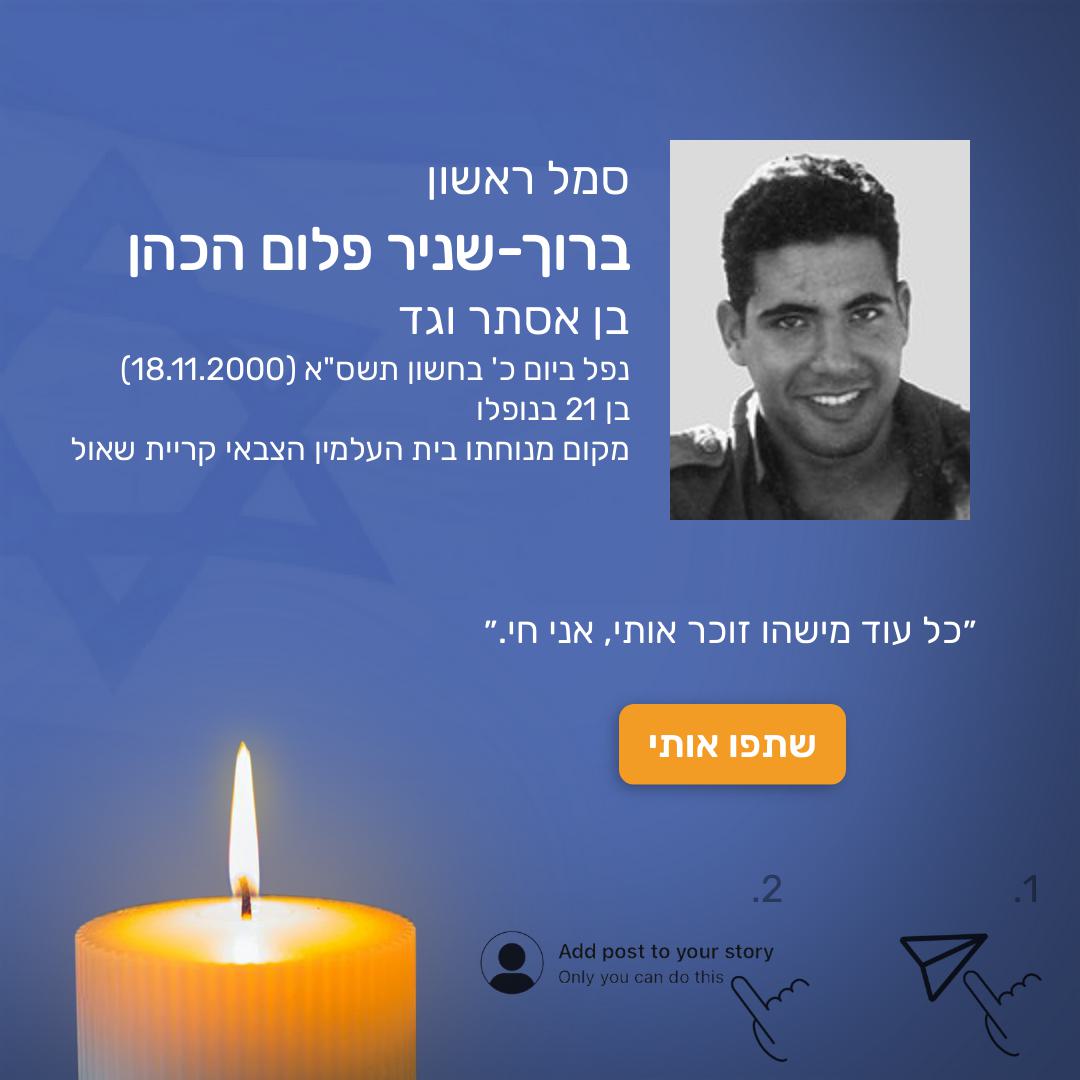 סמל ראשון
ברוך-שניר פלום הכהן
בן אסתר וגד
נפל ביום כ' בחשוון תשס"א (18.11.2000)
בן 21 בנופלו
מקום מנוחתו בית העלמין הצבאי קריית שאול
״כל עוד מישהו זוכר אותי, אני חי.״
שתפו אותי
1.
2.
Add post to your story
Only you can do this